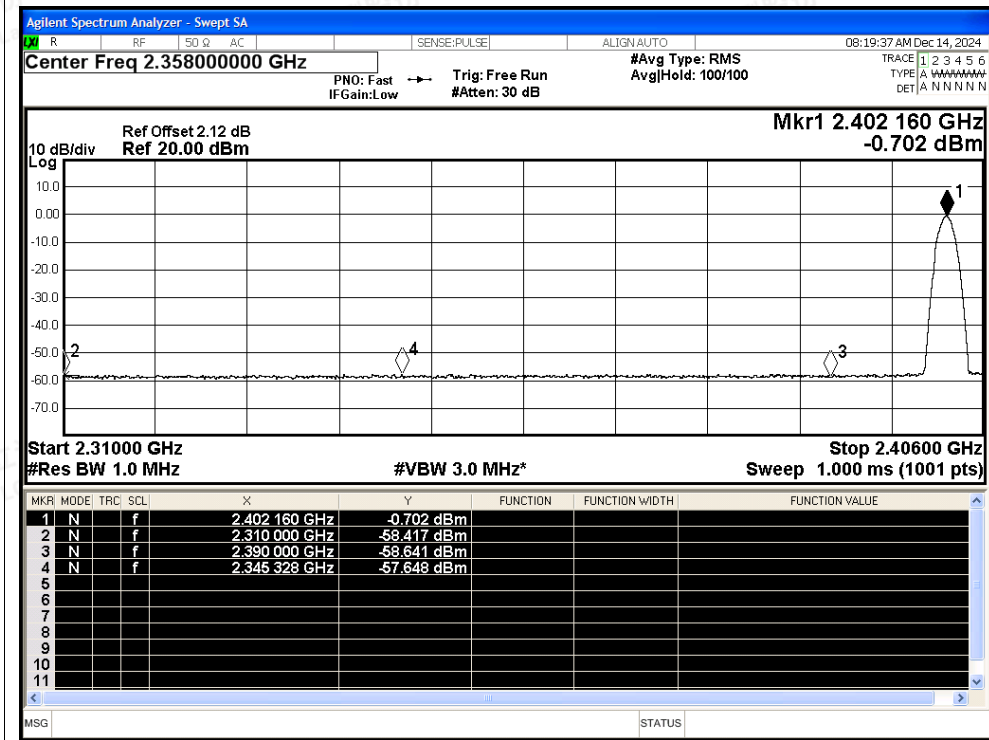 Agilent Spectrum Analyzer - Swept SA
LXI R RF 50 Ω AC SENSE:PULSE ALIGN AUTO 08:19:37 AM Dec 14, 2024
Center Freq 2.358000000 GHz #Avg Type: RMS TRACE 1 2 3 4 5 6
PNO: Fast Trig: Free Run Avg|Hold: 100/100 TYPE A WWWWW
IFGain:Low #Atten: 30 dB DET A N N N N N
Mkr1 2.402 160 GHz
Ref Offset 2.12 dB
10 dB/div Ref 20.00 dBm -0.702 dBm
Log
10.0
1
0.00
-10.0
-20.0
-30.0
-40.0
-50.0 2 4 3
-60.0
-70.0
Start 2.31000 GHz Stop 2.40600 GHz
#Res BW 1.0 MHz #VBW 3.0 MHz* Sweep 1.000 ms (1001 pts)
MKR MODE TRC SCL X Y FUNCTION FUNCTION WIDTH FUNCTION VALUE
1 N f 2.402 160 GHz -0.702 dBm
2 N f 2.310 000 GHz -58.417 dBm
3 N f 2.390 000 GHz -58.641 dBm
4 N f 2.345 328 GHz -57.648 dBm
5
6
7
8
9
10
11
MSG STATUS